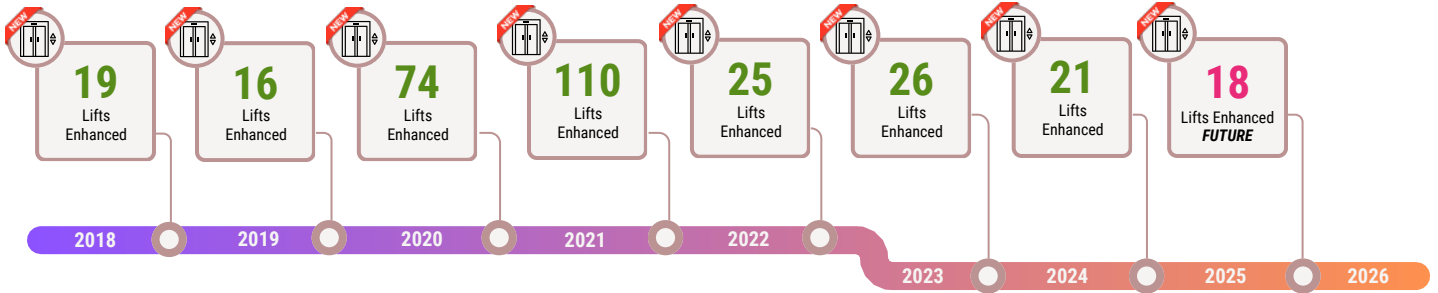 NEW
19
Lifts
Enhanced
NEW
16
Lifts
Enhanced
NEW
74
Lifts
Enhanced
NEW
110
Lifts
Enhanced
NEW
25
Lifts
Enhanced
NEW
26
Lifts
Enhanced
NEW
21
Lifts
Enhanced
NEW
18
Lifts Enhanced
FUTURE
2018
2019
2020
2021
2022
2023
2024
2025
2026